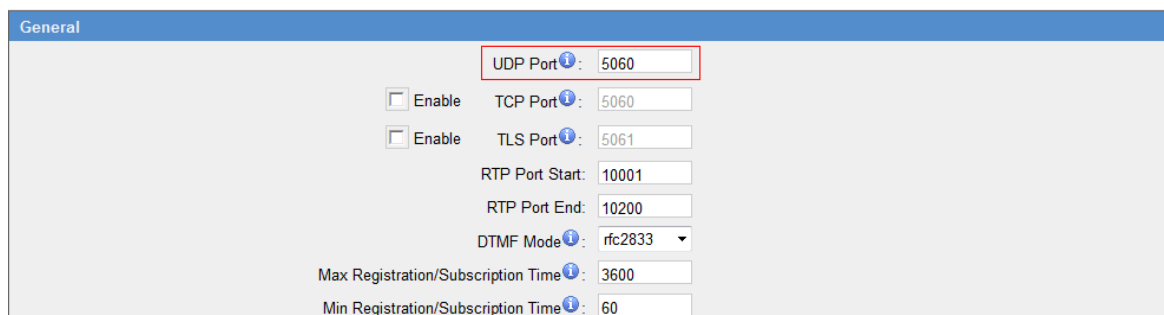 General
UDP Port : 5060
Enable TCP Port : 5060
Enable TLS Port : 5061
RTP Port Start: 10001
RTP Port End: 10200
DTMF Mode : rfc2833
Max Registration/Subscription Time : 3600
Min Registration/Subscription Time : 60